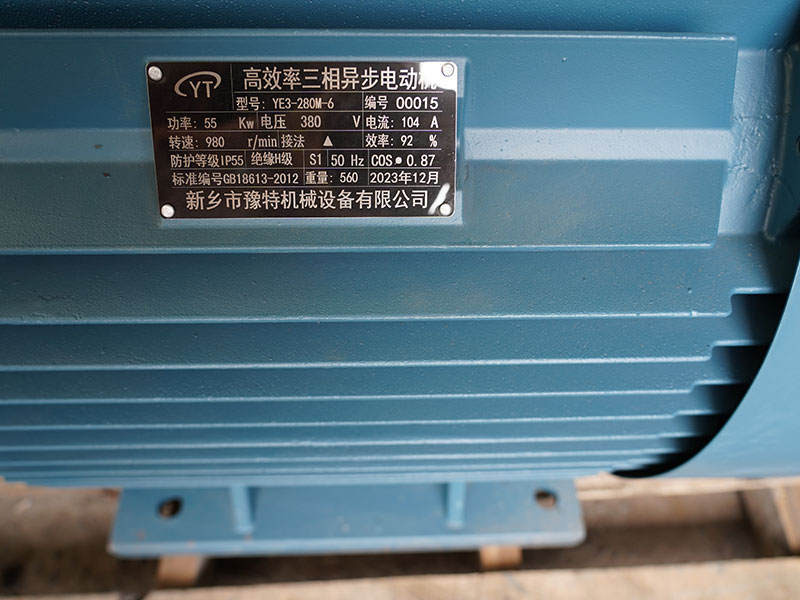 YT 高效率三相异步电动机
型号: YE3-280M-6 编号 00015
功率: 55 Kw 电压 380 V 电流: 104 A
转速: 980 r/min 接法 ▲ 效率: 92 %
防护等级IP55 绝缘H级 S1 50 Hz COS● 0.87
标准编号GB18613-2012 重量: 560 2023年12月
新乡市豫特机械设备有限公司